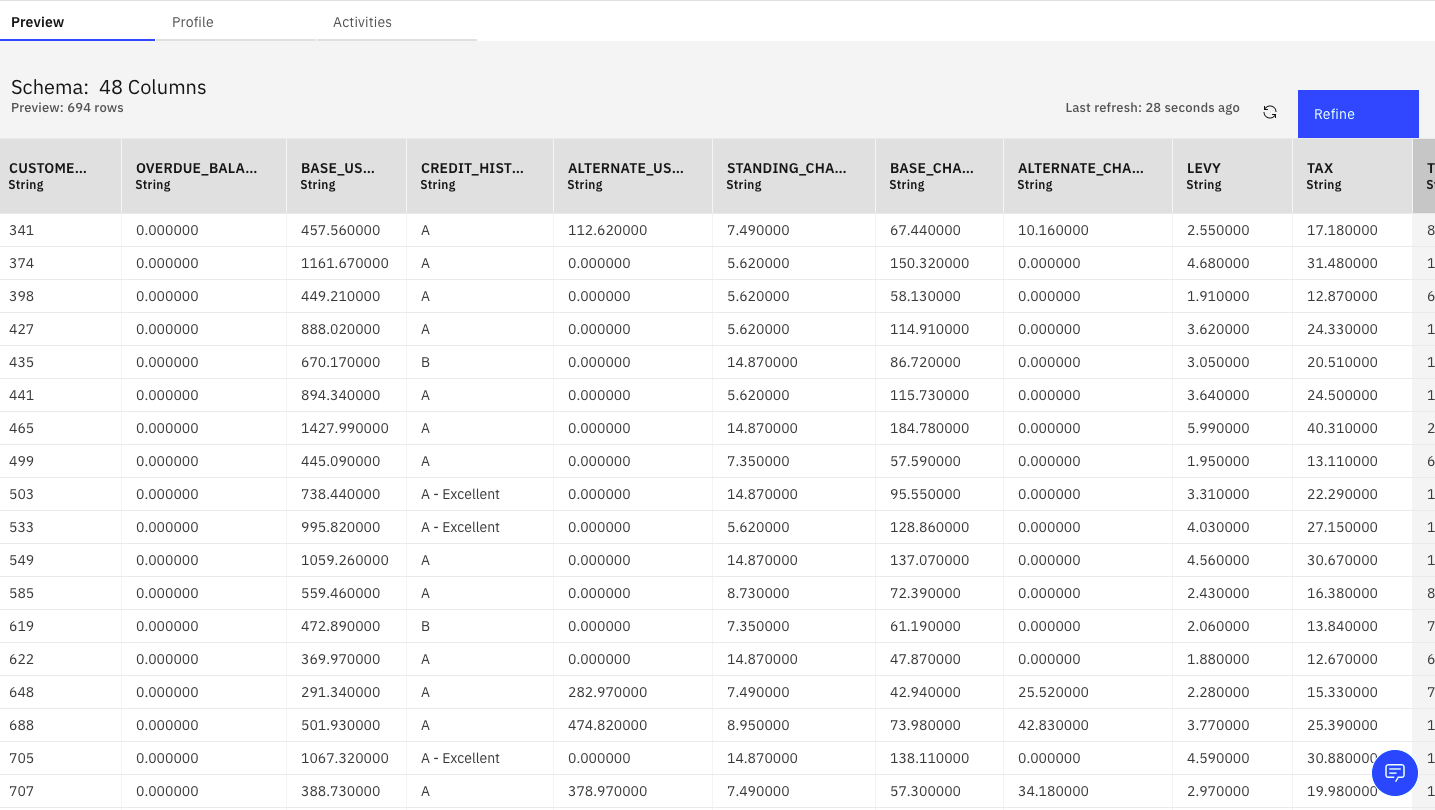 Preview Profile Activities
Schema: 48 Columns
Preview: 694 rows
Last refresh: 28 seconds ago
Refine
CUSTOME... OVERDUE_BALA... BASE_US... CREDIT_HIST... ALTERNATE_US... STANDING_CHA... BASE_CHA... ALTERNATE_CHA... LEVY TAX T
String String String String String String String String String String S
341 0.000000 457.560000 A 112.620000 7.490000 67.440000 10.160000 2.550000 17.180000 8
374 0.000000 1161.670000 A 0.000000 5.620000 150.320000 0.000000 4.680000 31.480000 1
398 0.000000 449.210000 A 0.000000 5.620000 58.130000 0.000000 1.910000 12.870000 6
427 0.000000 888.020000 A 0.000000 5.620000 114.910000 0.000000 3.620000 24.330000 1
435 0.000000 670.170000 B 0.000000 14.870000 86.720000 0.000000 3.050000 20.510000 1
441 0.000000 894.340000 A 0.000000 5.620000 115.730000 0.000000 3.640000 24.500000 1
465 0.000000 1427.990000 A 0.000000 14.870000 184.780000 0.000000 5.990000 40.310000 2
499 0.000000 445.090000 A 0.000000 7.350000 57.590000 0.000000 1.950000 13.110000 6
503 0.000000 738.440000 A - Excellent 0.000000 14.870000 95.550000 0.000000 3.310000 22.290000 1
533 0.000000 995.820000 A - Excellent 0.000000 5.620000 128.860000 0.000000 4.030000 27.150000 1
549 0.000000 1059.260000 A 0.000000 14.870000 137.070000 0.000000 4.560000 30.670000 1
585 0.000000 559.460000 A 0.000000 8.730000 72.390000 0.000000 2.430000 16.380000 8
619 0.000000 472.890000 B 0.000000 7.350000 61.190000 0.000000 2.060000 13.840000 7
622 0.000000 369.970000 A 0.000000 14.870000 47.870000 0.000000 1.880000 12.670000 6
648 0.000000 291.340000 A 282.970000 7.490000 42.940000 25.520000 2.280000 15.330000 7
688 0.000000 501.930000 A 474.820000 8.950000 73.980000 42.830000 3.770000 25.390000 1
705 0.000000 1067.320000 A - Excellent 0.000000 14.870000 138.110000 0.000000 4.590000 30.880000 1
707 0.000000 388.730000 A 378.970000 7.490000 57.300000 34.180000 2.970000 19.980000 1